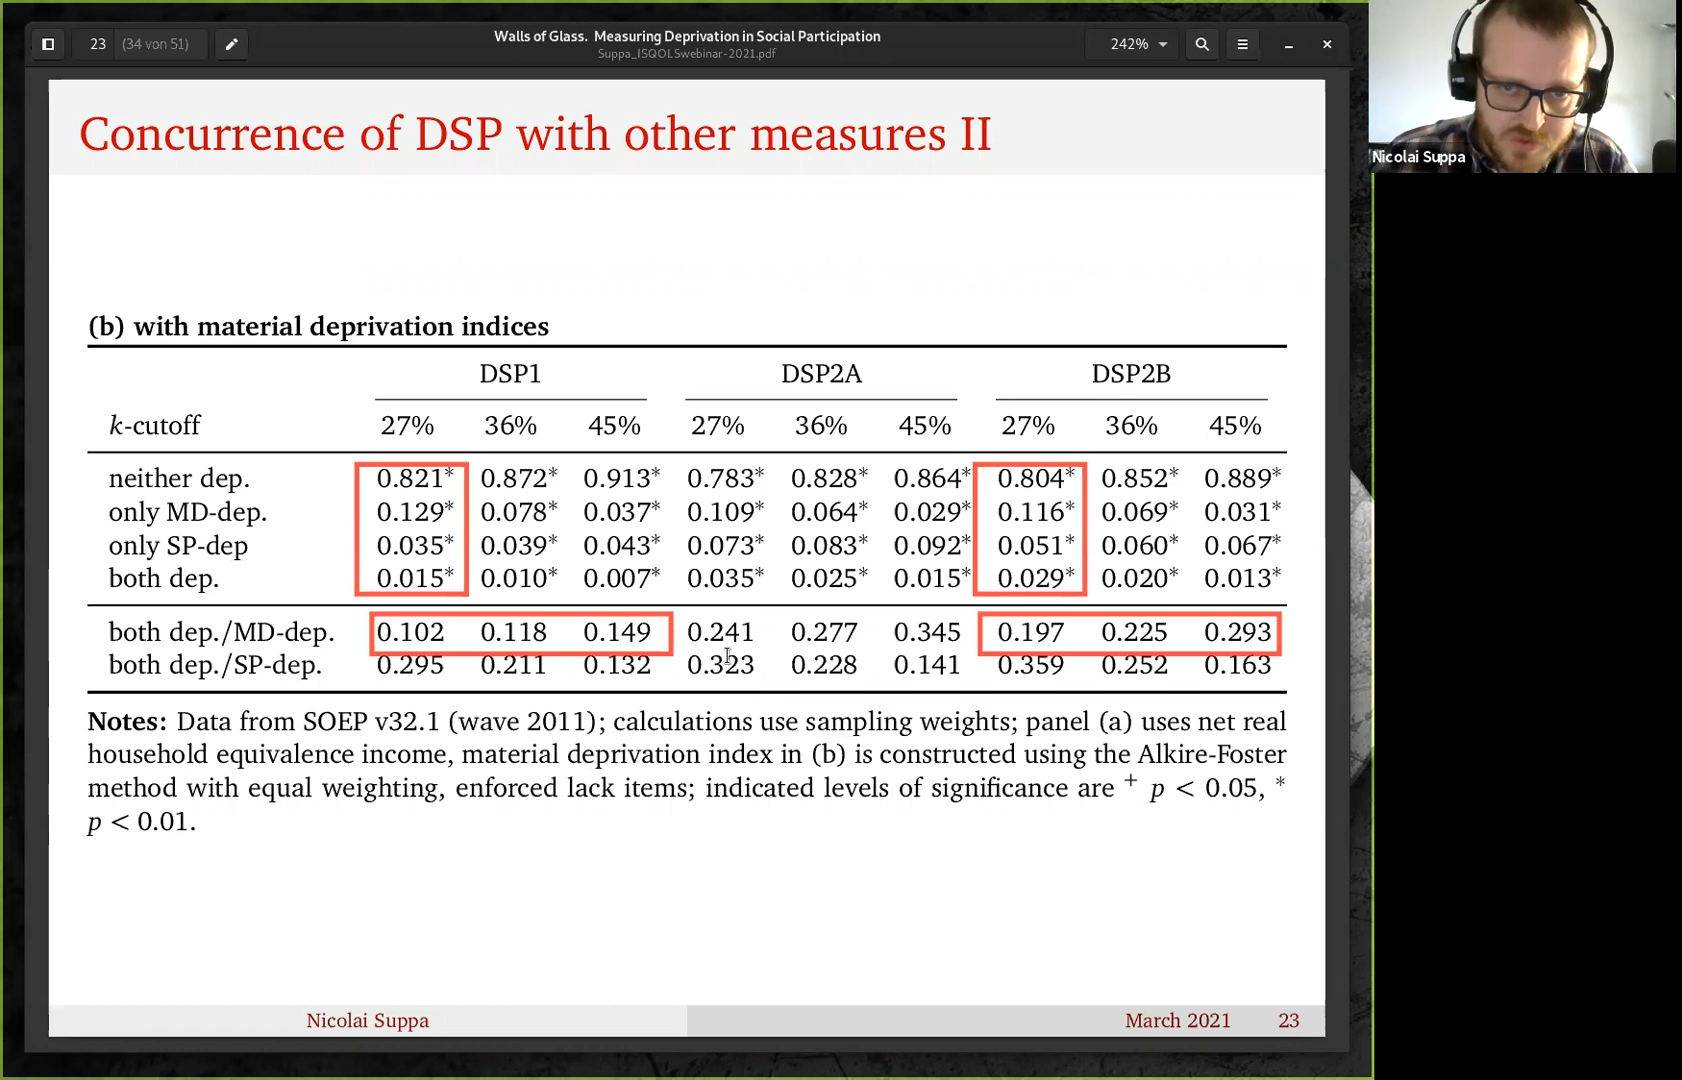 23 (34 von 51)
Walls of Glass. Measuring Deprivation in Social Participation
Suppa_ISQOLSwebinar-2021.pdf
242%
Nicolai Suppa
Concurrence of DSP with other measures II
(b) with material deprivation indices
DSP1 DSP2A DSP2B
k-cutoff 27% 36% 45% 27% 36% 45% 27% 36% 45%
neither dep. 0.821* 0.872* 0.913* 0.783* 0.828* 0.864* 0.804* 0.852* 0.889*
only MD-dep. 0.129* 0.078* 0.037* 0.109* 0.064* 0.029* 0.116* 0.069* 0.031*
only SP-dep 0.035* 0.039* 0.043* 0.073* 0.083* 0.092* 0.051* 0.060* 0.067*
both dep. 0.015* 0.010* 0.007* 0.035* 0.025* 0.015* 0.029* 0.020* 0.013*
both dep./MD-dep. 0.102 0.118 0.149 0.241 0.277 0.345 0.197 0.225 0.293
both dep./SP-dep. 0.295 0.211 0.132 0.323 0.228 0.141 0.359 0.252 0.163
Notes: Data from SOEP v32.1 (wave 2011); calculations use sampling weights; panel (a) uses net real
household equivalence income, material deprivation index in (b) is constructed using the Alkire-Foster
method with equal weighting, enforced lack items; indicated levels of significance are + p < 0.05, *
p < 0.01.
Nicolai Suppa March 2021 23